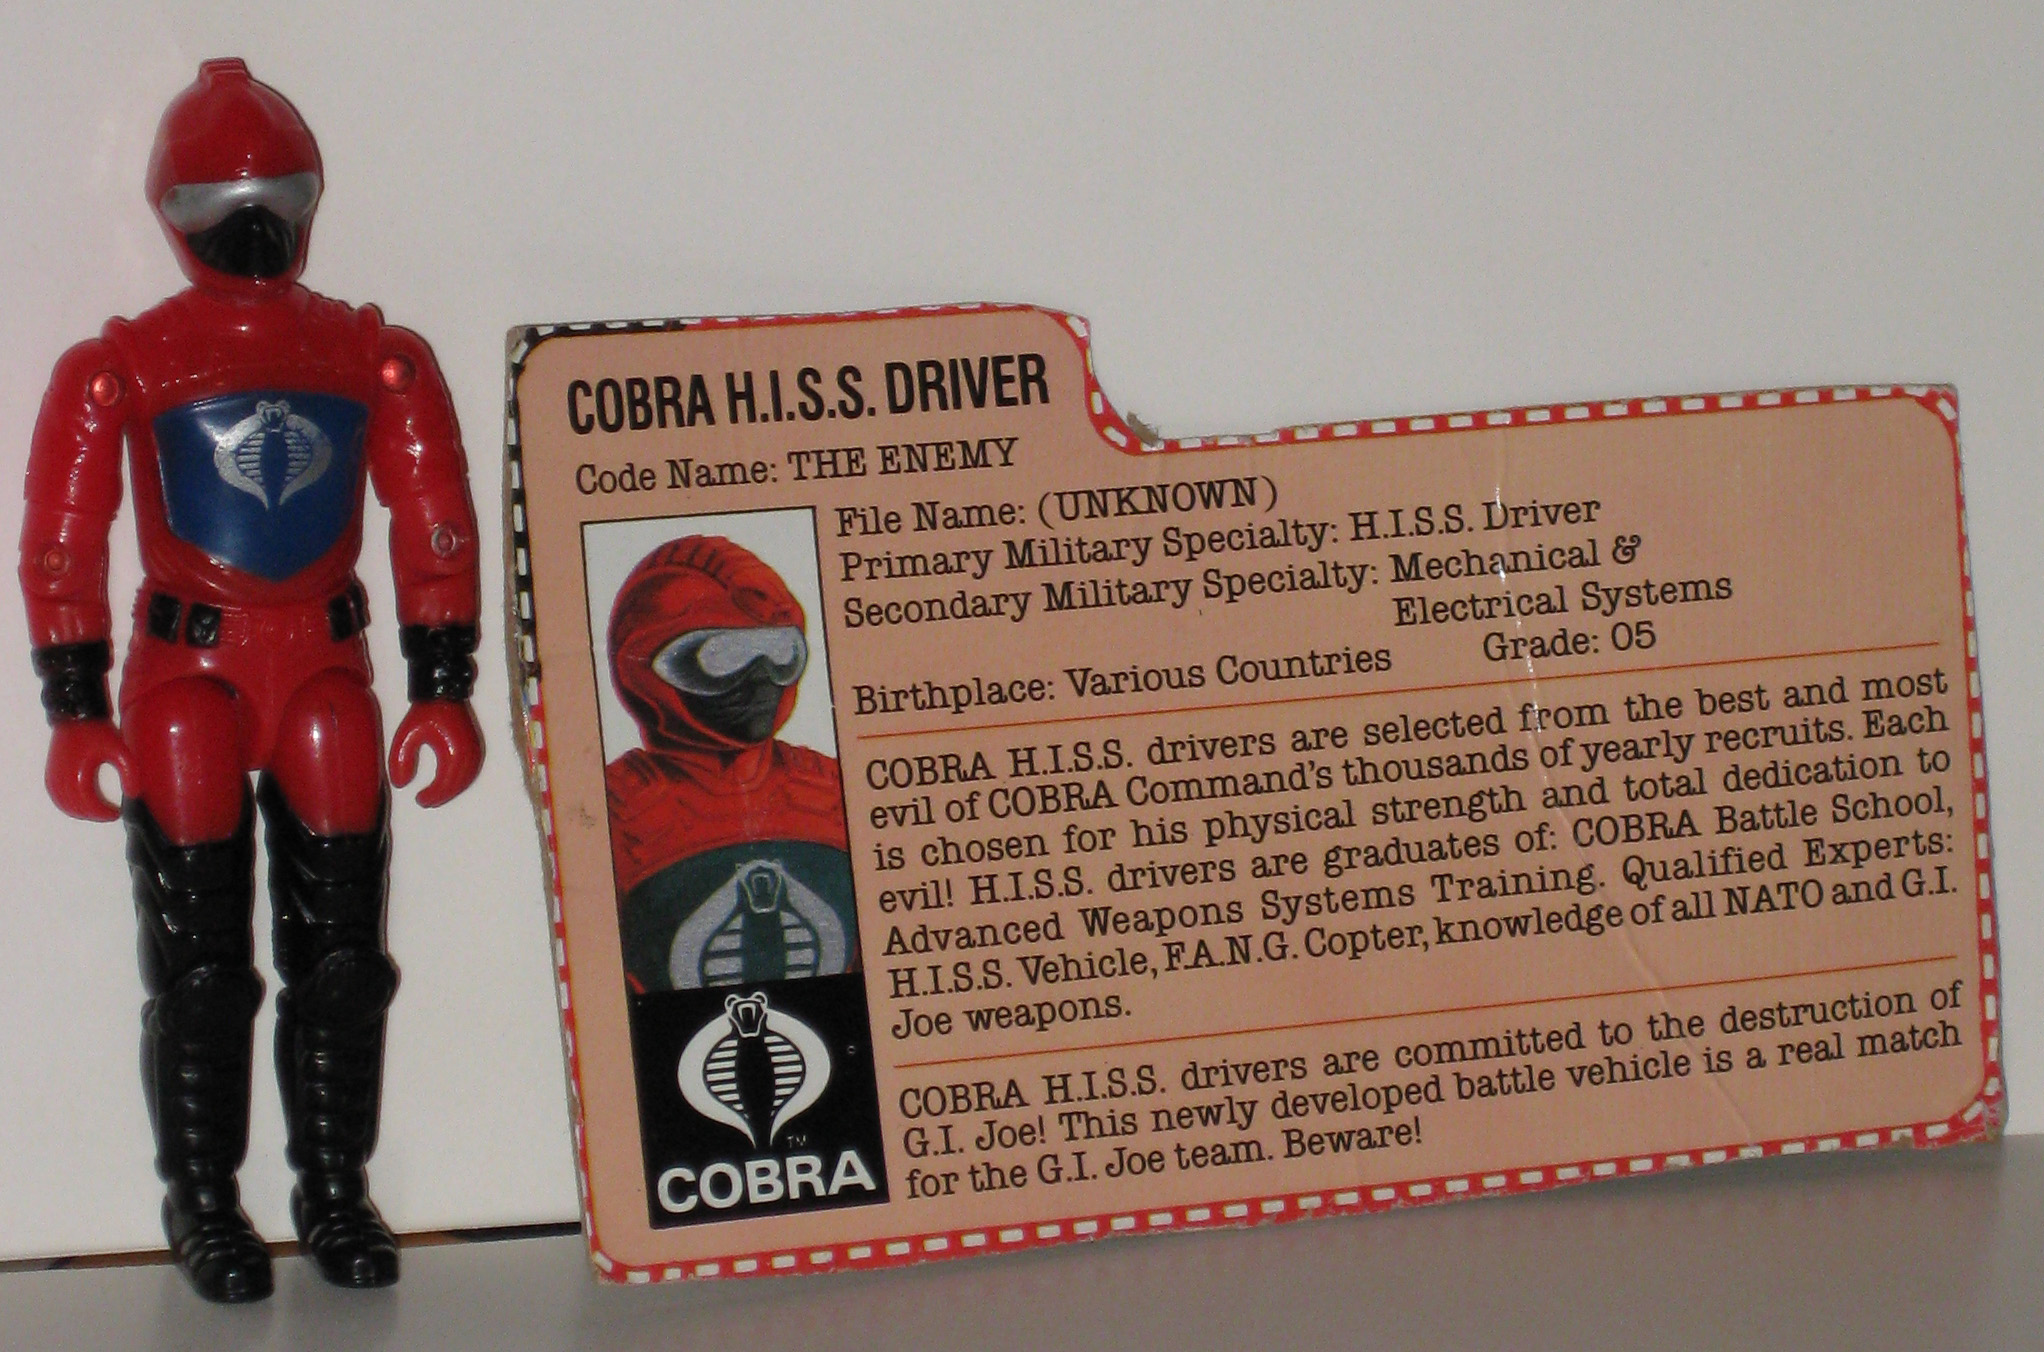 COBRA H.I.S.S. DRIVER
Code Name: THE ENEMY
File Name: (UNKNOWN)
Primary Military Specialty: H.I.S.S. Driver
Secondary Military Specialty: Mechanical &
Electrical Systems
Birthplace: Various Countries Grade: 05
COBRA H.I.S.S. drivers are selected from the best and most
evil of COBRA Command's thousands of yearly recruits. Each
is chosen for his physical strength and total dedication to
evil! H.I.S.S. drivers are graduates of: COBRA Battle School,
Advanced Weapons Systems Training. Qualified Experts:
H.I.S.S. Vehicle, F.A.N.G. Copter, knowledge of all NATO and G.I.
Joe weapons.
COBRA H.I.S.S. drivers are committed to the destruction of
G.I. Joe! This newly developed battle vehicle is a real match
for the G.I. Joe team. Beware!
TM
COBRA